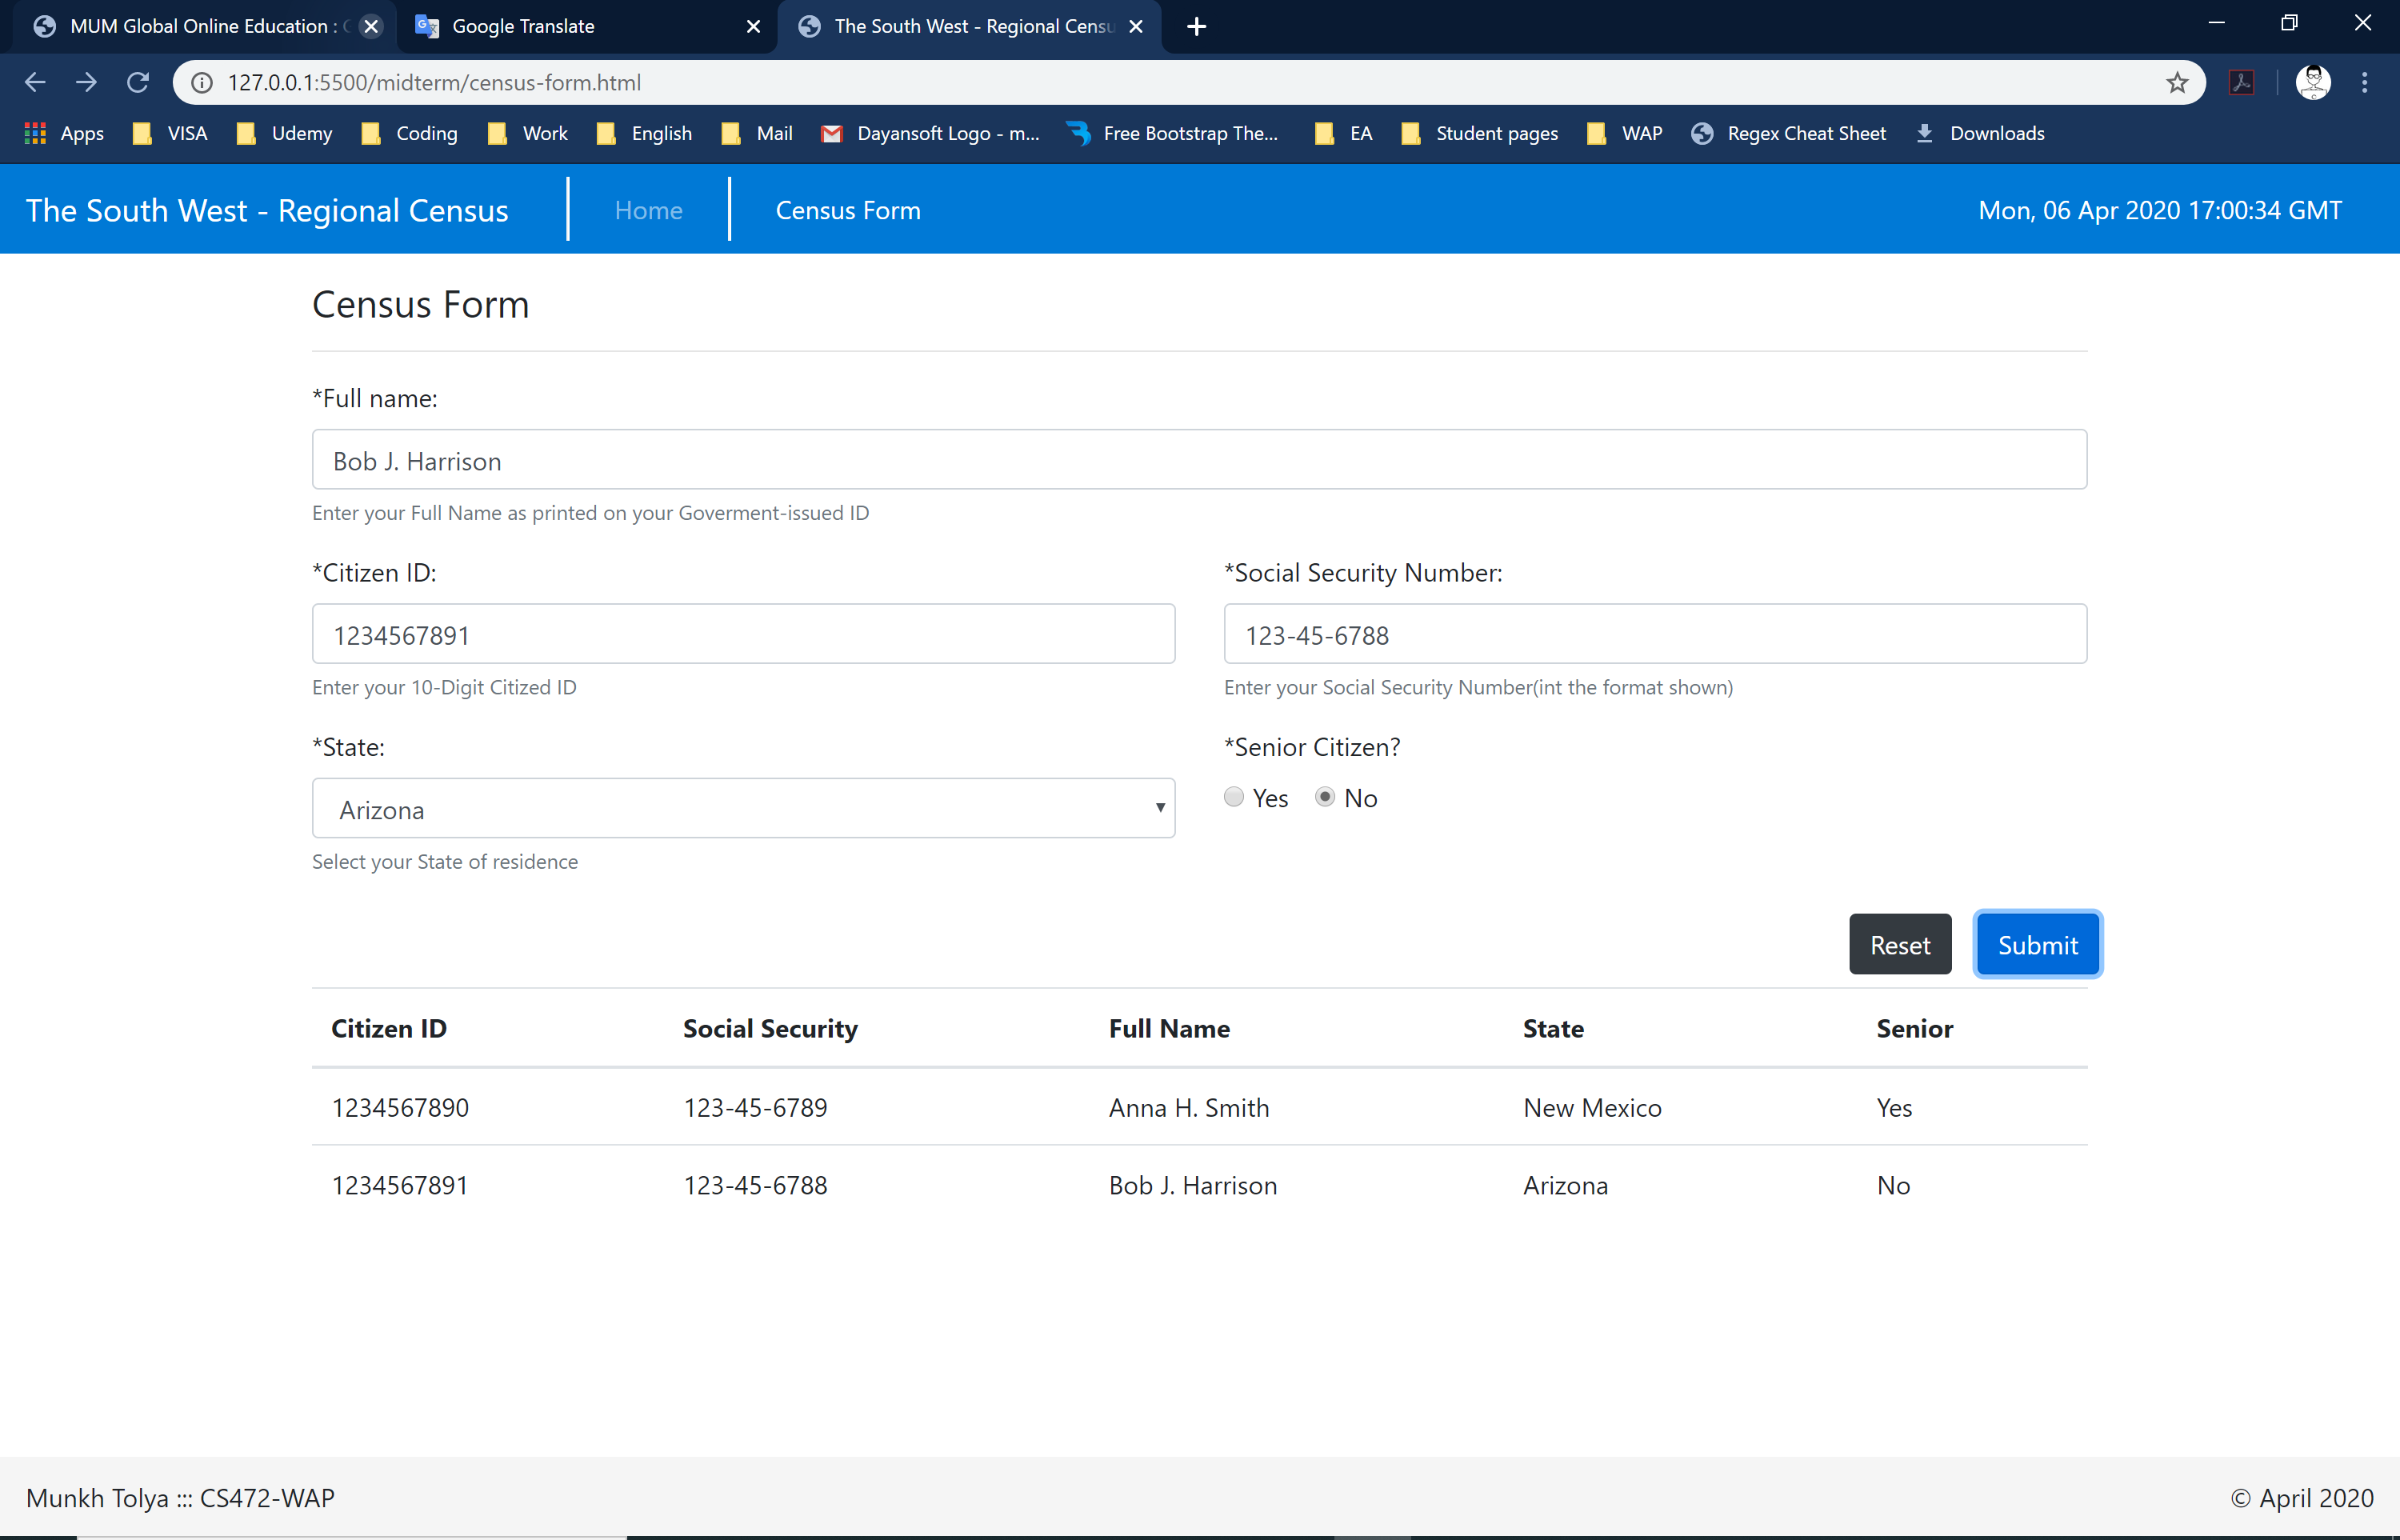 MUM Global Online Education :
Google Translate
The South West - Regional Censu
127.0.0.1:5500/midterm/census-form.html
Apps VISA Udemy Coding Work English Mail Dayansoft Logo - m... Free Bootstrap The... EA Student pages WAP Regex Cheat Sheet Downloads
The South West - Regional Census Home Census Form Mon, 06 Apr 2020 17:00:34 GMT
Census Form
*Full name:
Bob J. Harrison
Enter your Full Name as printed on your Goverment-issued ID
*Citizen ID: *Social Security Number:
1234567891 123-45-6788
Enter your 10-Digit Citized ID Enter your Social Security Number(int the format shown)
*State: *Senior Citizen?
Arizona Yes No
Select your State of residence
Reset Submit
Citizen ID Social Security Full Name State Senior
1234567890 123-45-6789 Anna H. Smith New Mexico Yes
1234567891 123-45-6788 Bob J. Harrison Arizona No
Munkh Tolya ::: CS472-WAP © April 2020